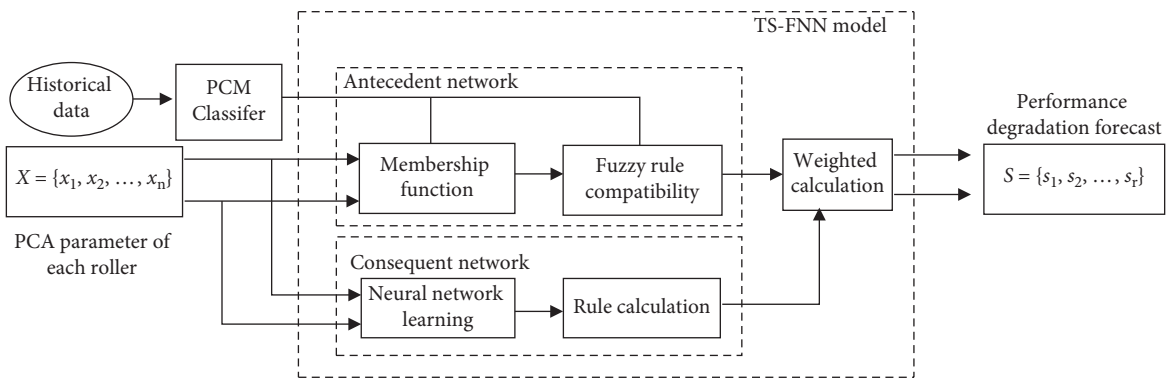 TS-FNN model
Historical
data
PCM
Classifer
Antecedent network
Membership
function
Fuzzy rule
compatibility
Weighted
calculation
Performance
degradation forecast
X = {x₁, x₂, …, xₙ}
S = {s₁, s₂, …, sᵣ}
PCA parameter of
each roller
Consequent network
Neural network
learning
Rule calculation